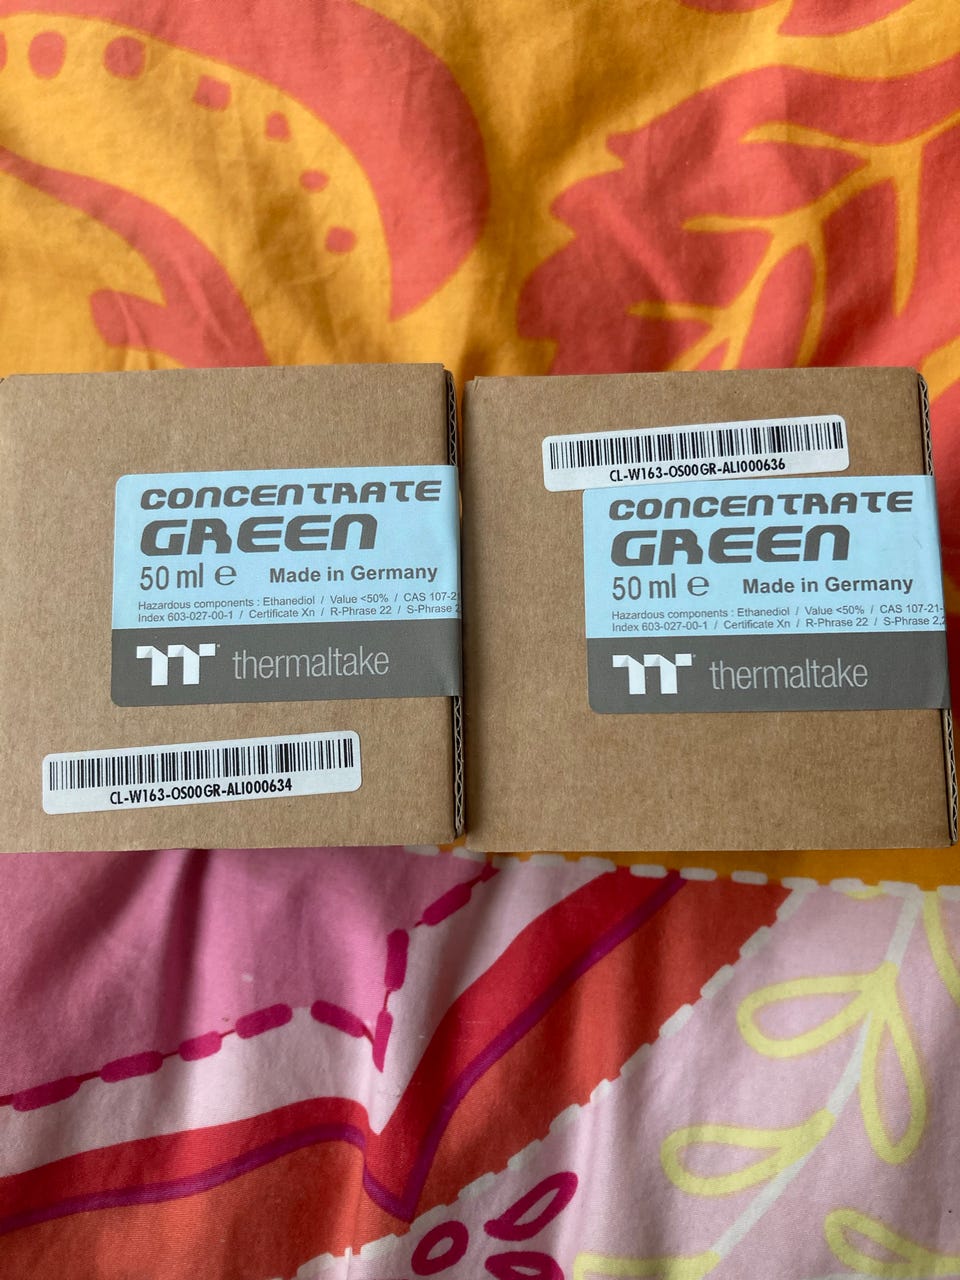 CONCENTRATE
GREEN
50 ml e Made in Germany
Hazardous components : Ethanediol / Value <50% / CAS 107-2
Index 603-027-00-1 / Certificate Xn / R-Phrase 22 / S-Phrase 2
thermaltake
CL-W163-OS00GR-ALI000634
CL-W163-OS00GR-ALI000636
CONCENTRATE
GREEN
50 ml e Made in Germany
Hazardous components : Ethanediol / Value <50% / CAS 107-21-
Index 603-027-00-1 / Certificate Xn / R-Phrase 22 / S-Phrase 2,2
thermaltake